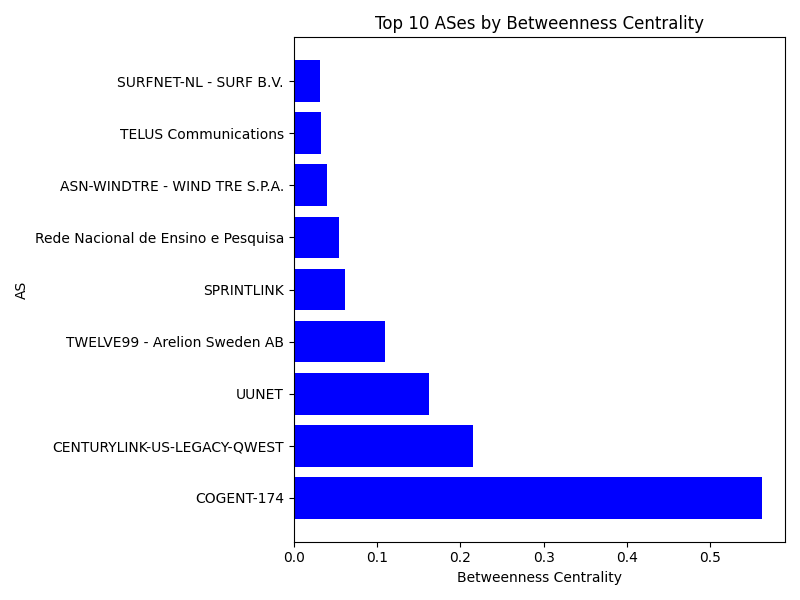 Top 10 ASes by Betweenness Centrality
SURFNET-NL - SURF B.V.
TELUS Communications
ASN-WINDTRE - WIND TRE S.P.A.
Rede Nacional de Ensino e Pesquisa
SPRINTLINK
TWELVE99 - Arelion Sweden AB
UUNET
CENTURYLINK-US-LEGACY-QWEST
COGENT-174
AS
0.0 0.1 0.2 0.3 0.4 0.5
Betweenness Centrality